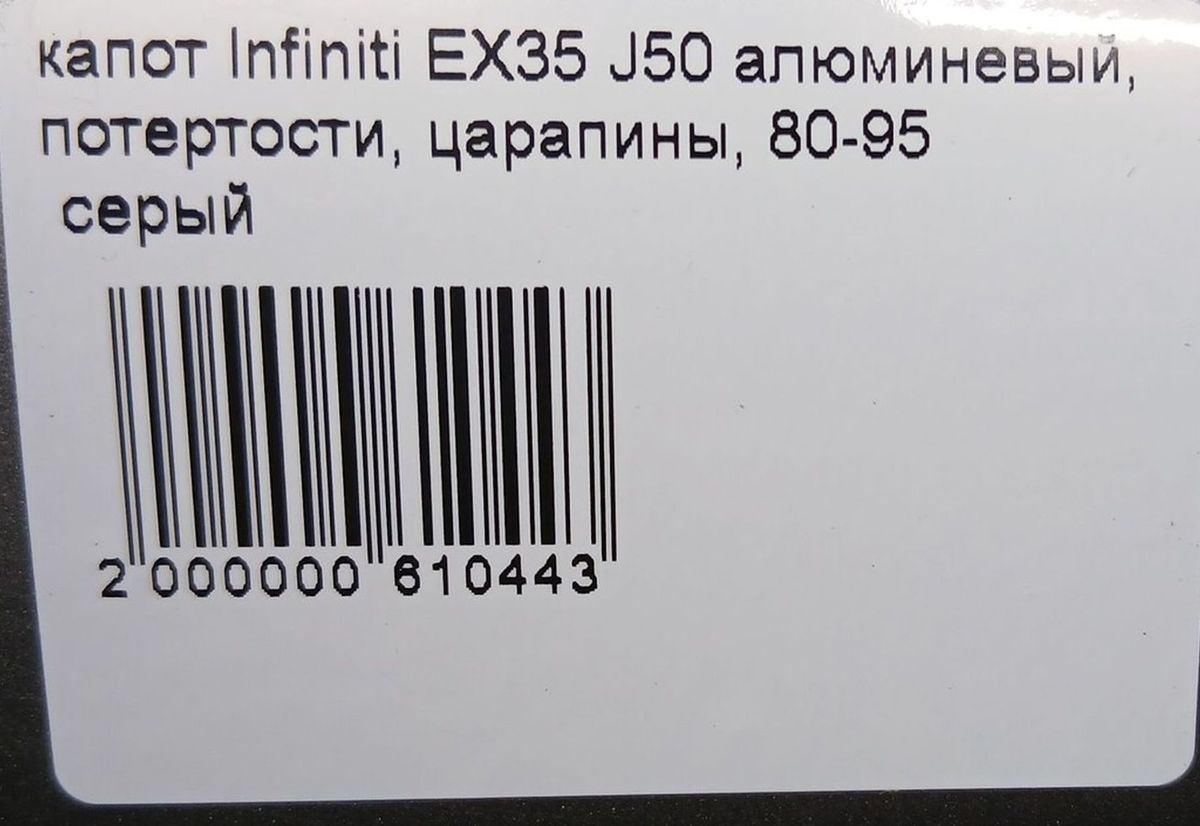 капот Infiniti EX35 J50 алюминевый,
потертости, царапины, 80-95
серый
2 000000 610443